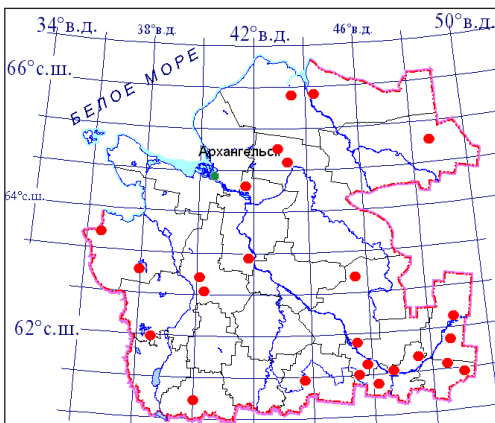 34°в.д.
38°в.д.
42°в.д.
46°в.д.
50°в.д.
66°с.ш.
БЕЛОЕ МОРЕ
Архангельск
64°с.ш.
62°с.ш.